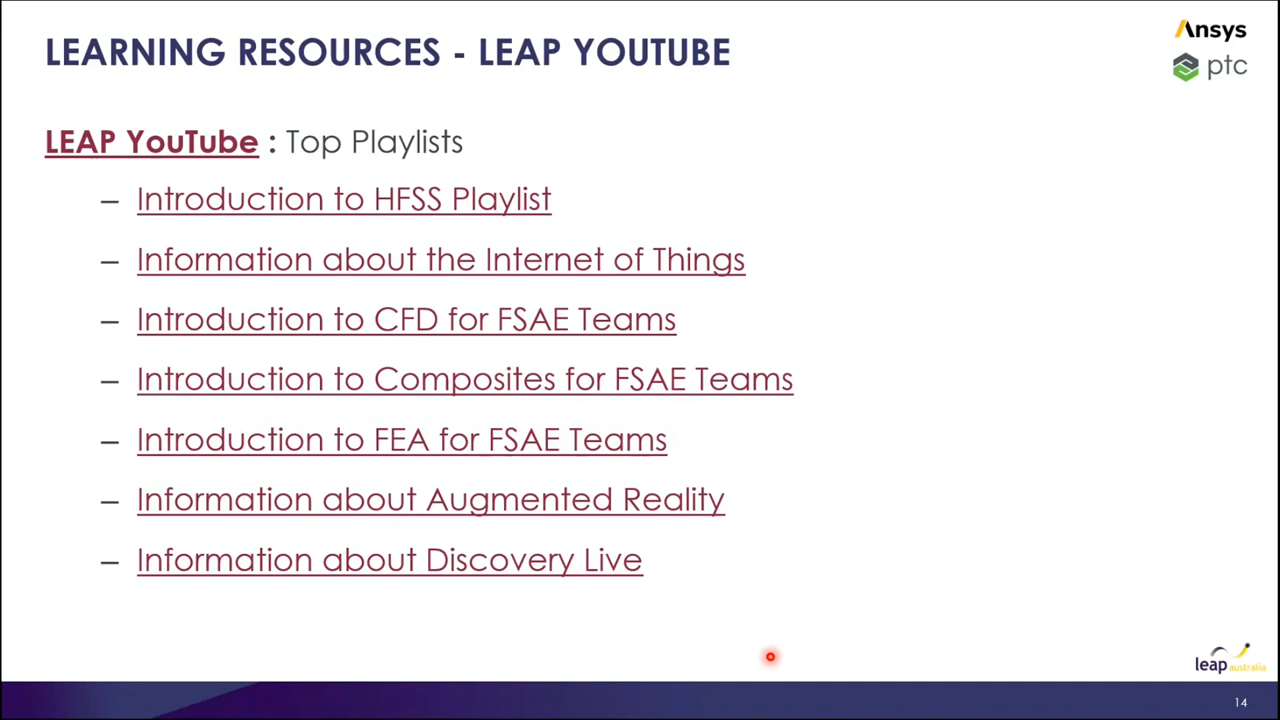 LEARNING RESOURCES - LEAP YOUTUBE
Ansys
ptc
LEAP YouTube : Top Playlists
– Introduction to HFSS Playlist
– Information about the Internet of Things
– Introduction to CFD for FSAE Teams
– Introduction to Composites for FSAE Teams
– Introduction to FEA for FSAE Teams
– Information about Augmented Reality
– Information about Discovery Live
leap australia
14